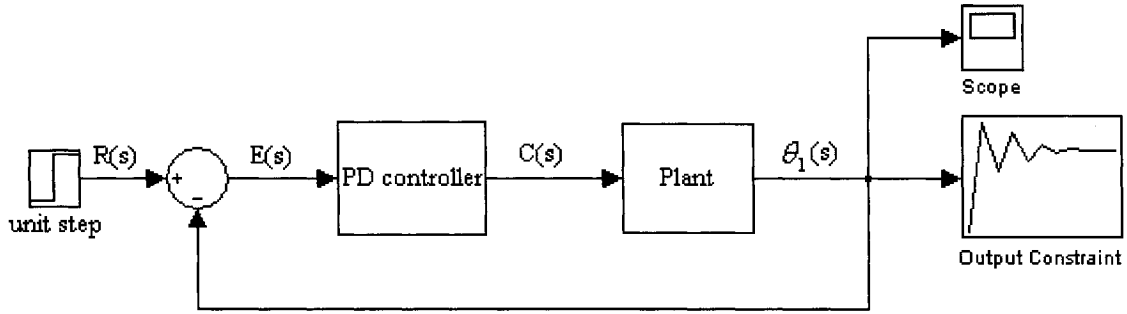 Scope
R(s)
E(s)
C(s)
θ₁(s)
+
−
PD controller
Plant
unit step
Output Constraint